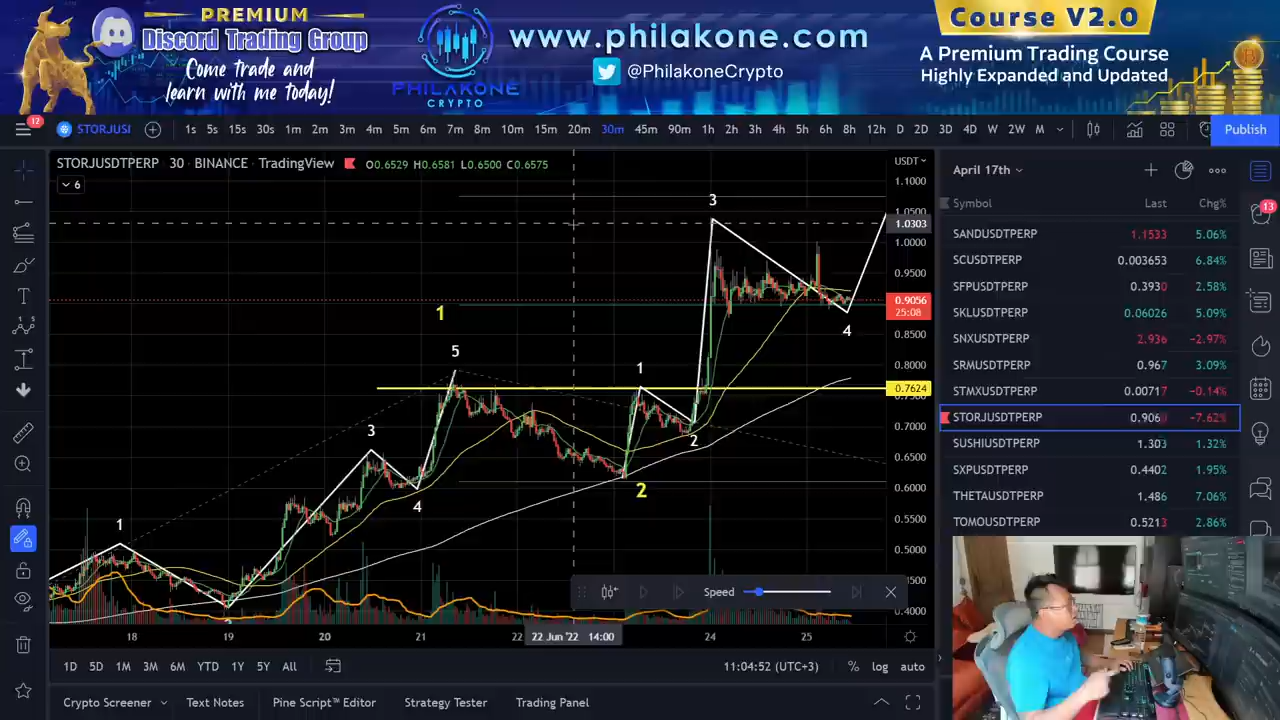 PREMIUM
Discord Trading Group
Come trade and
learn with me today!
PHILAKONE
CRYPTO
www.philakone.com
@PhilakoneCrypto
Course V2.0
A Premium Trading Course
Highly Expanded and Updated
12
STORJUSI
1s 5s 15s 30s 1m 2m 3m 4m 5m 6m 7m 8m 10m 15m 20m 30m 45m 90m 1h 2h 3h 4h 5h 6h 8h 12h D 2D 3D 4D W 2W M
Publish
STORJUSDTPERP · 30 · BINANCE · TradingView
O0.6529 H0.6581 L0.6500 C0.6575
6
USDT
1.1000
1.0303
1.0000
0.9500
0.9056
25:08
0.8500
0.8000
0.7624
0.7000
0.6500
0.6000
0.5500
0.5000
0.4000
1
2
3
4
5
1
2
3
4
1
2
Speed
18 19 20 21 22 22 Jun '22 14:00 24 25
1D 5D 1M 3M 6M YTD 1Y 5Y All
11:04:52 (UTC+3)
% log auto
Crypto Screener
Text Notes
Pine Script™ Editor
Strategy Tester
Trading Panel
April 17th
Symbol Last Chg%
SANDUSDTPERP 1.1533 5.06%
SCUSDTPERP 0.003653 6.84%
SFPUSDTPERP 0.3930 2.58%
SKLUSDTPERP 0.06026 5.09%
SNXUSDTPERP 2.936 −2.97%
SRMUSDTPERP 0.967 3.09%
STMXUSDTPERP 0.00717 −0.14%
STORJUSDTPERP 0.9060 −7.62%
SUSHIUSDTPERP 1.303 1.32%
SXPUSDTPERP 0.4402 1.95%
THETAUSDTPERP 1.486 7.06%
TOMOUSDTPERP 0.5213 2.86%
13